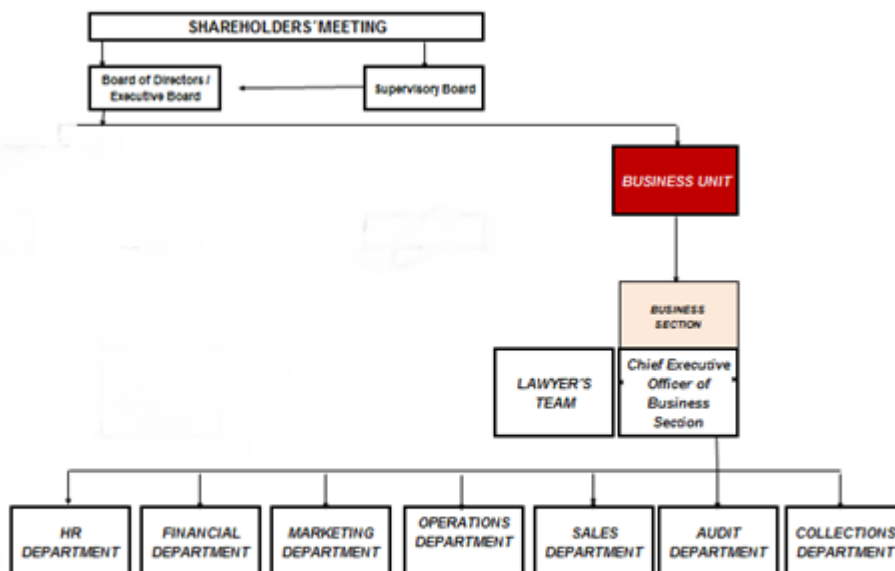 SHAREHOLDERS´MEETING
Board of Directors /
Executive Board
Supervisory Board
BUSINESS UNIT
BUSINESS
SECTION
LAWYER'S
TEAM
Chief Executive
Officer of
Business
Section
HR
DEPARTMENT
FINANCIAL
DEPARTMENT
MARKETING
DEPARTMENT
OPERATIONS
DEPARTMENT
SALES
DEPARTMENT
AUDIT
DEPARTMENT
COLLECTIONS
DEPARTMENT